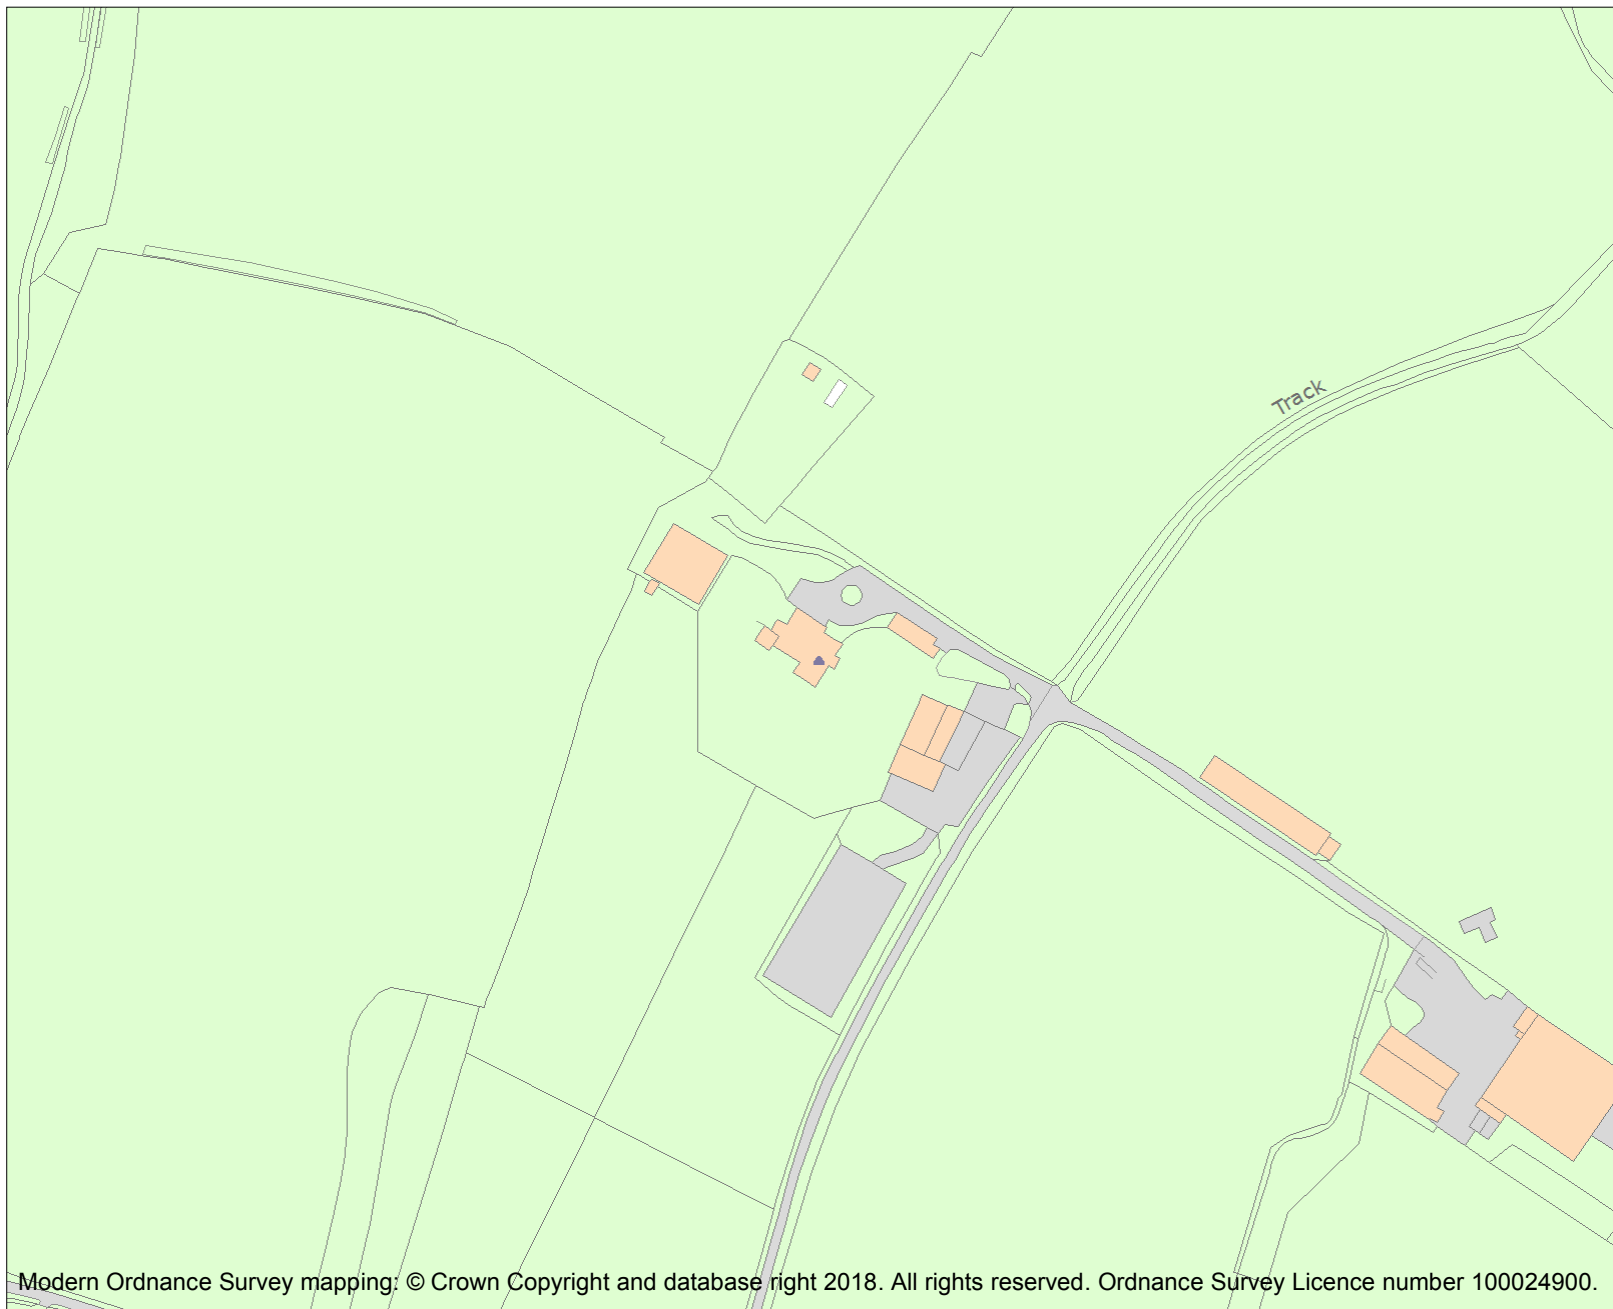 Track
Modern Ordnance Survey mapping: © Crown Copyright and database right 2018. All rights reserved. Ordnance Survey Licence number 100024900.